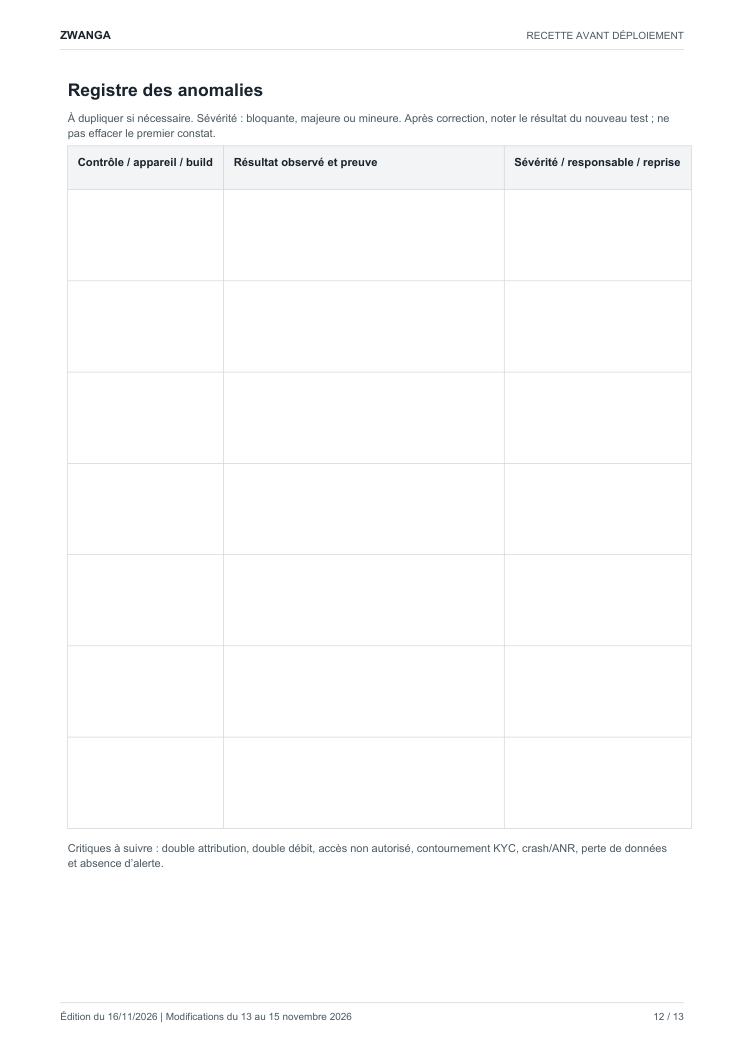 ZWANGA
RECETTE AVANT DÉPLOIEMENT
Registre des anomalies
À dupliquer si nécessaire. Sévérité : bloquante, majeure ou mineure. Après correction, noter le résultat du nouveau test ; ne
pas effacer le premier constat.
Contrôle / appareil / build
Résultat observé et preuve
Sévérité / responsable / reprise
Critiques à suivre : double attribution, double débit, accès non autorisé, contournement KYC, crash/ANR, perte de données
et absence d’alerte.
Édition du 16/11/2026 | Modifications du 13 au 15 novembre 2026
12 / 13